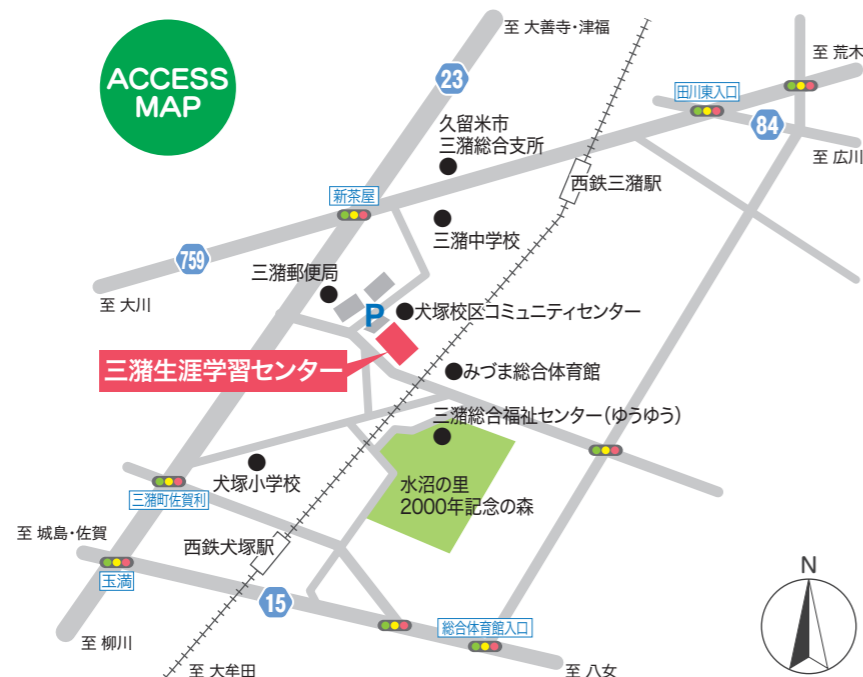 ACCESS
MAP
至 大善寺・津福
23
至 荒木
田川東入口
84
久留米市
三潴総合支所
至 広川
西鉄三潴駅
新茶屋
三潴中学校
759
三潴郵便局
至 大川
P
犬塚校区コミュニティセンター
三潴生涯学習センター
みづま総合体育館
三潴総合福祉センター(ゆうゆう)
犬塚小学校
水沼の里
2000年記念の森
三潴町佐賀利
至 城島・佐賀
西鉄犬塚駅
玉満
15
総合体育館入口
至 柳川
至 大牟田
至 八女
N